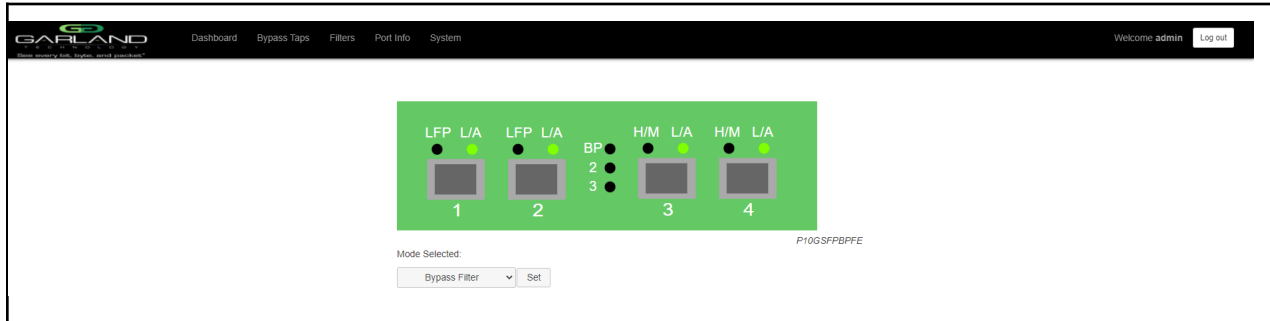 GARLAND
TECHNOLOGY
See every bit, byte, and packet®
Dashboard Bypass Taps Filters Port Info System
Welcome admin Log out
LFP L/A LFP L/A H/M L/A H/M L/A
BP
2
3
1 2 3 4
P10GSFPBPFE
Mode Selected:
Bypass Filter Set